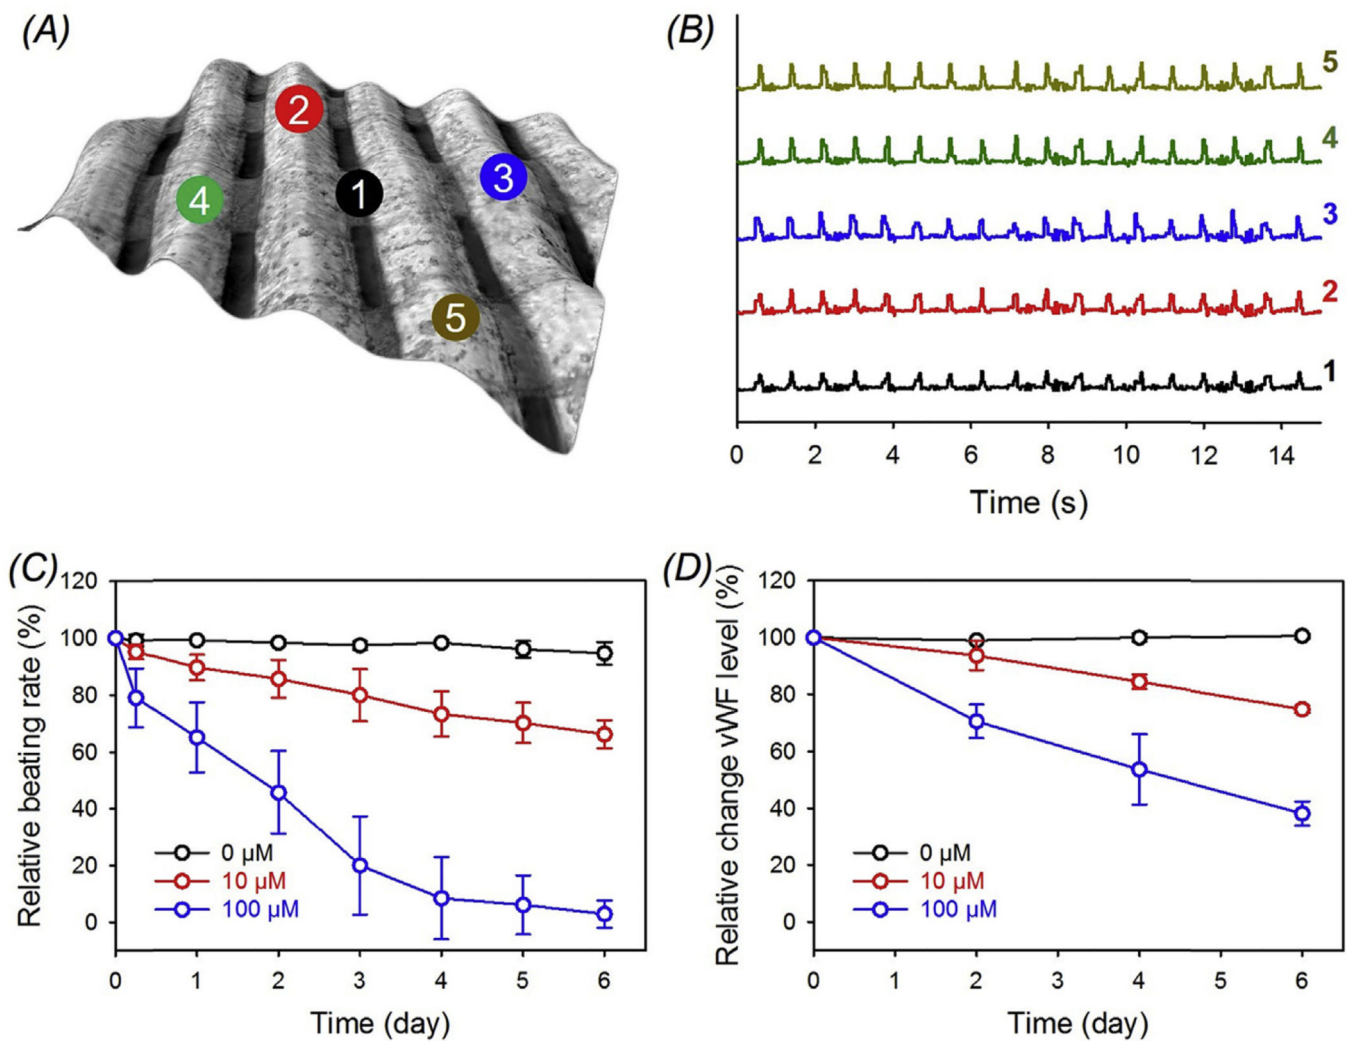 (A)
2
1
3
4
5
(B)
5
4
3
2
1
0 2 4 6 8 10 12 14
Time (s)
(C)
Relative beating rate (%)
120
100
80
60
40
20
0
0 μM
10 μM
100 μM
0 1 2 3 4 5 6
Time (day)
(D)
Relative change vWF level (%)
120
100
80
60
40
20
0
0 μM
10 μM
100 μM
0 1 2 3 4 5 6
Time (day)